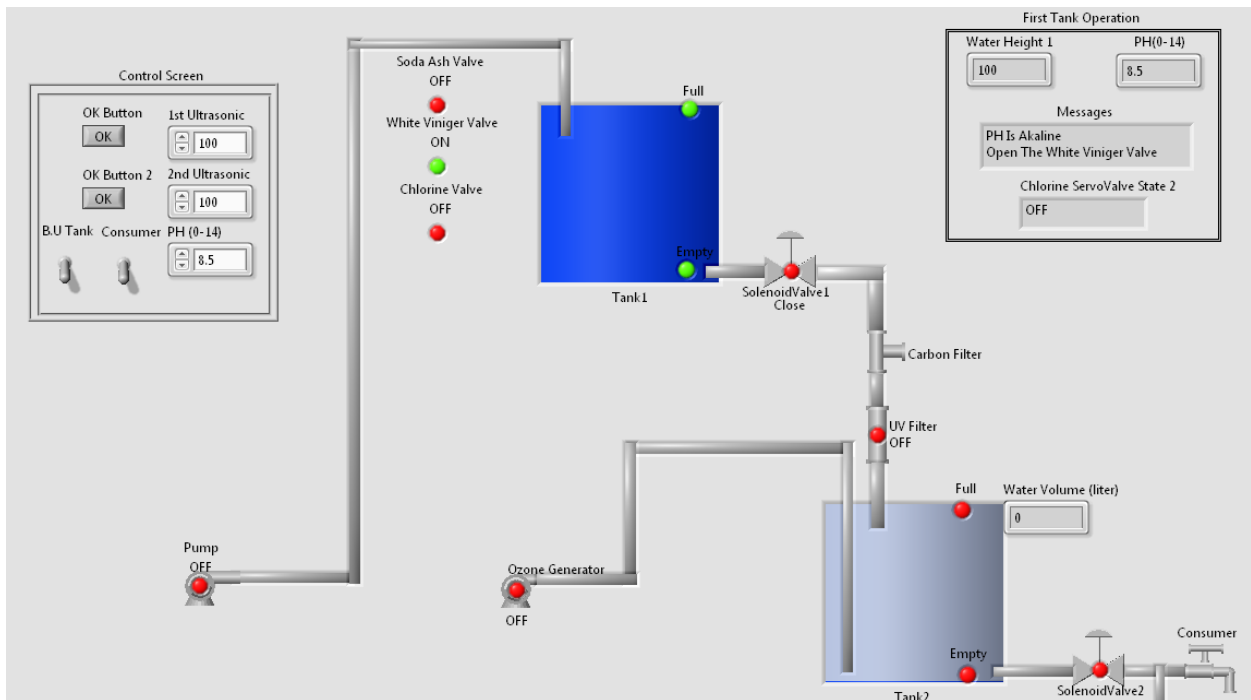 First Tank Operation
Water Height 1
PH(0-14)
100
8.5
Messages
PH Is Akaline
Open The White Viniger Valve
Chlorine ServoValve State 2
OFF
Control Screen
OK Button
OK
1st Ultrasonic
100
OK Button 2
OK
2nd Ultrasonic
100
B.U Tank
Consumer
PH (0-14)
8.5
Soda Ash Valve
OFF
White Viniger Valve
ON
Chlorine Valve
OFF
Full
Empty
Tank1
SolenoidValve1
Close
Carbon Filter
UV Filter
OFF
Full
Water Volume (liter)
0
Pump
OFF
Ozone Generator
OFF
Empty
Tank2
SolenoidValve2
Consumer